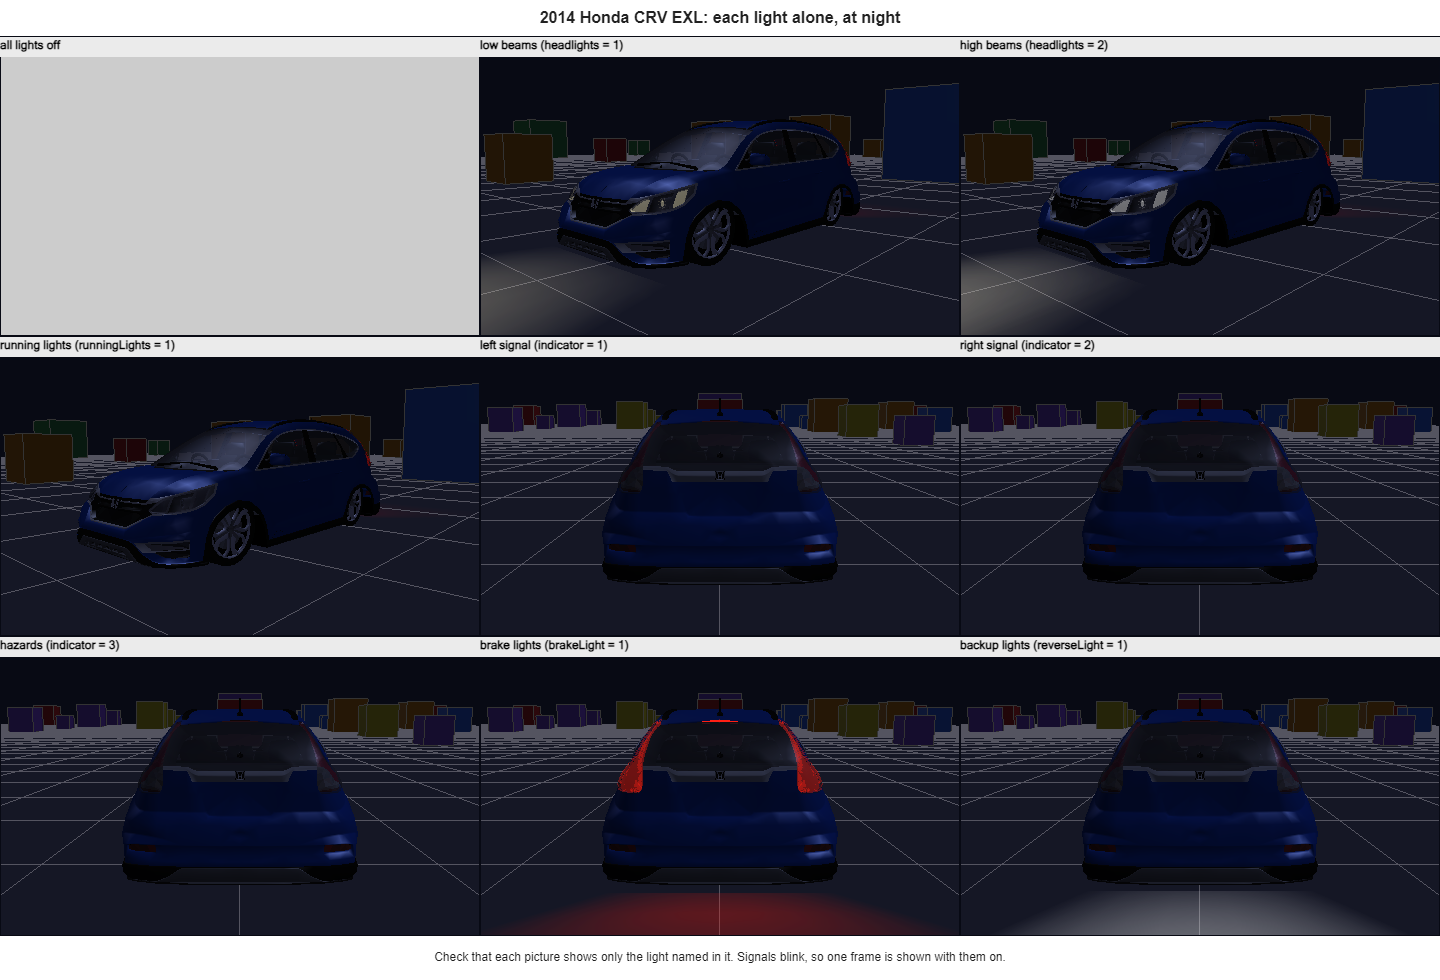 2014 Honda CRV EXL: each light alone, at night
all lights off
low beams (headlights = 1)
high beams (headlights = 2)
running lights (runningLights = 1)
left signal (indicator = 1)
right signal (indicator = 2)
hazards (indicator = 3)
brake lights (brakeLight = 1)
backup lights (reverseLight = 1)
Check that each picture shows only the light named in it. Signals blink, so one frame is shown with them on.